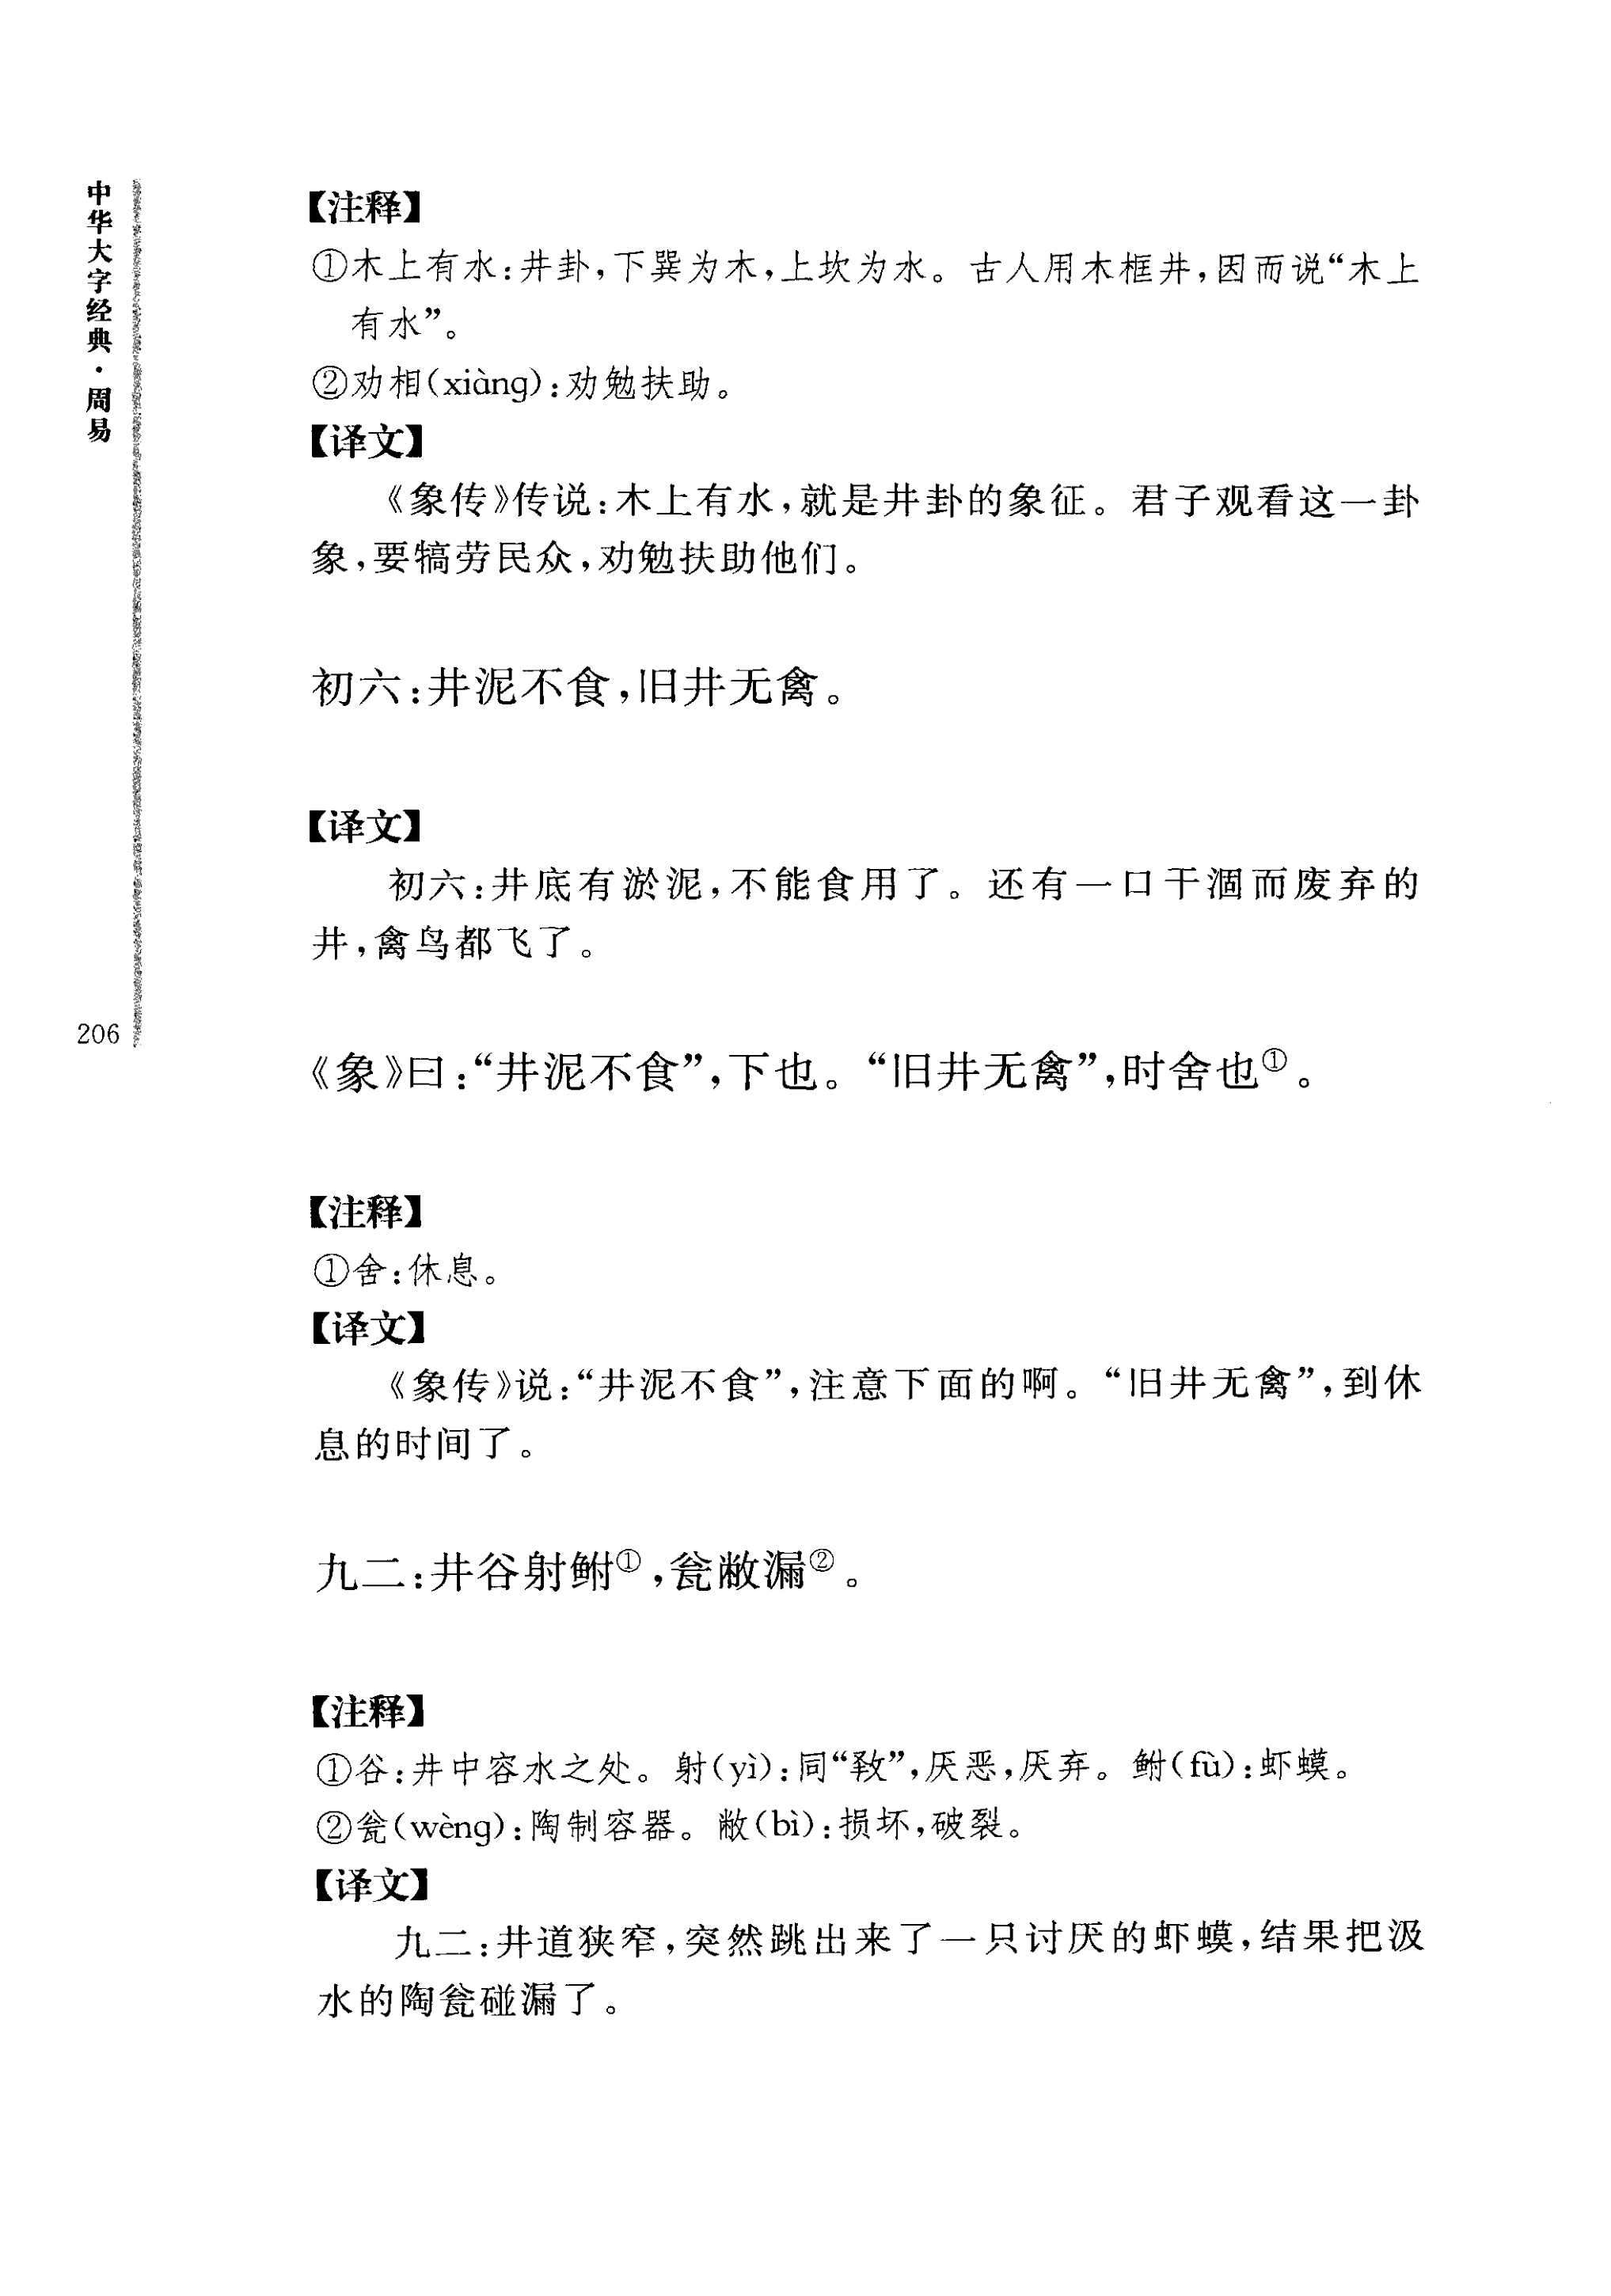 中华大字经典·周易
206
【注释】
①木上有水:井卦,下巽为木,上坎为水。古人用木框井,因而说“木上
有水”。
②劝相(xiàng):劝勉扶助。
【译文】
《象传》传说:木上有水,就是井卦的象征。君子观看这一卦
象,要犒劳民众,劝勉扶助他们。
初六:井泥不食,旧井无禽。
【译文】
初六:井底有淤泥,不能食用了。还有一口干涸而废弃的
井,禽鸟都飞了。
《象》曰:“井泥不食”,下也。“旧井无禽”,时舍也①。
【注释】
①舍:休息。
【译文】
《象传》说:“井泥不食”,注意下面的啊。“旧井无禽”,到休
息的时间了。
九二:井谷射鲋①,瓮敝漏②。
【注释】
①谷:井中容水之处。射(yì):同“斁”,厌恶,厌弃。鲋(fù):虾蟆。
②瓮(wèng):陶制容器。敝(bì):损坏,破裂。
【译文】
九二:井道狭窄,突然跳出来了一只讨厌的虾蟆,结果把汲
水的陶瓮碰漏了。